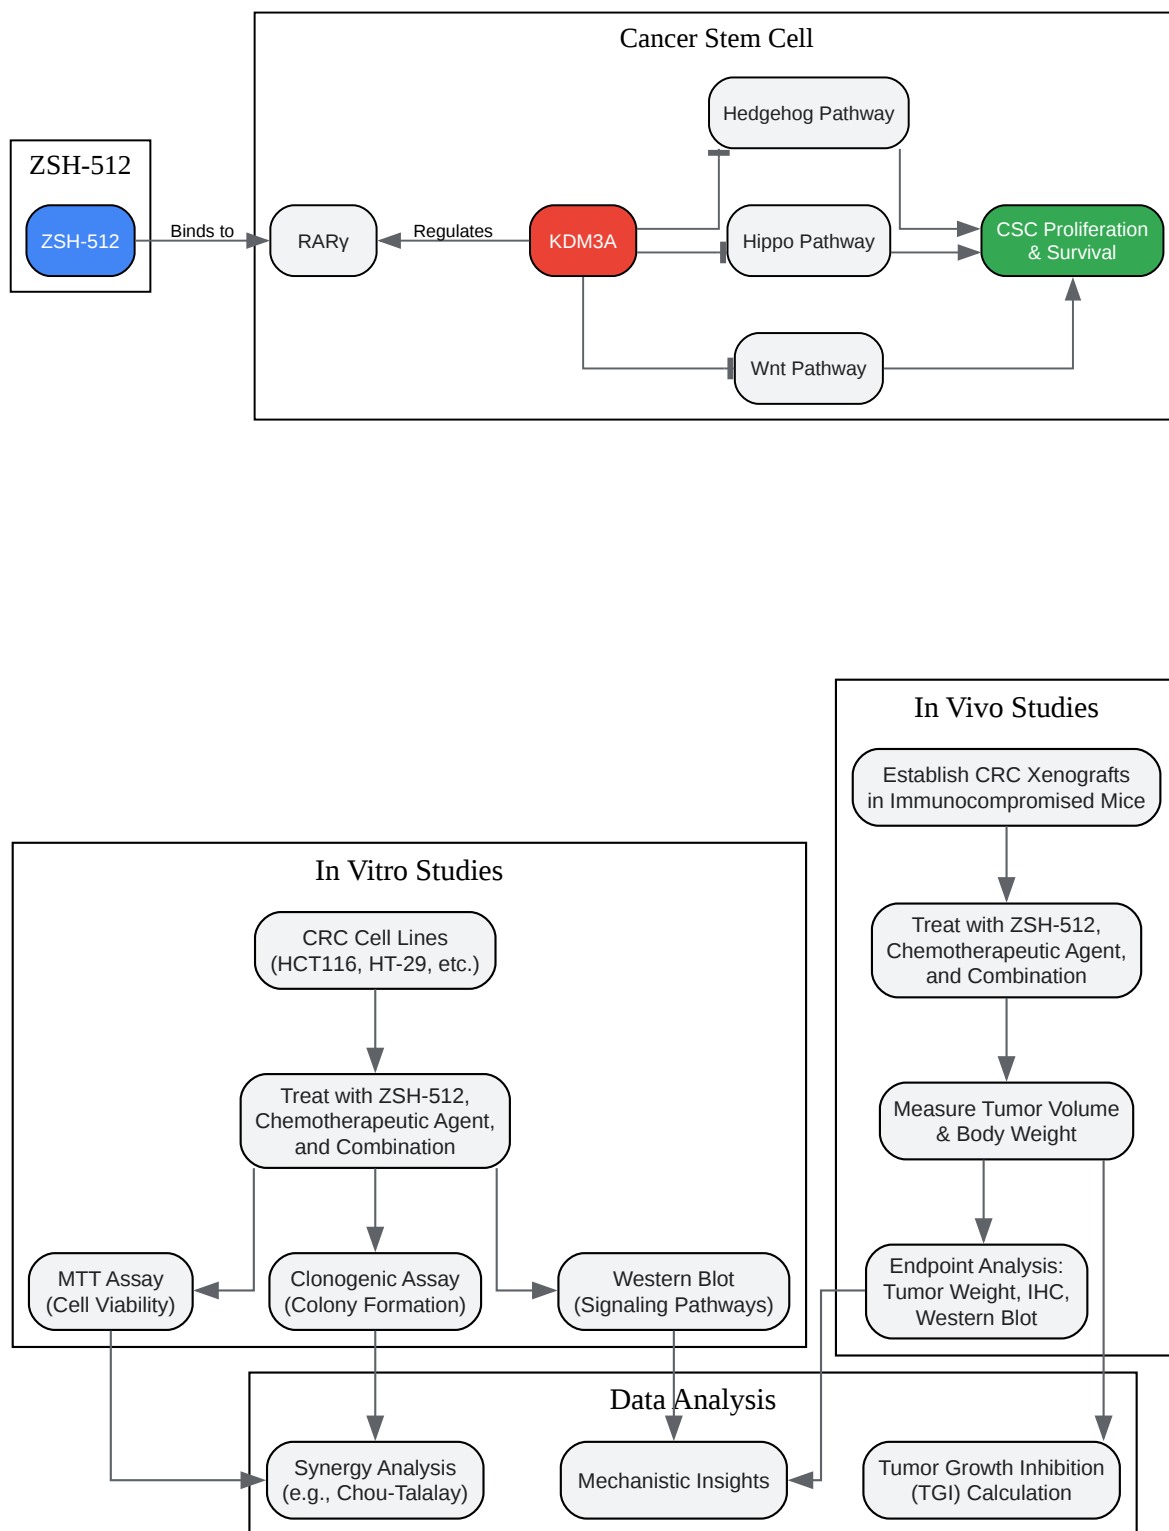 Cancer Stem Cell
Hedgehog Pathway
ZSH-512
ZSH-512
Binds to
RARγ
Regulates
KDM3A
Hippo Pathway
CSC Proliferation
& Survival
Wnt Pathway
In Vivo Studies
Establish CRC Xenografts
in Immunocompromised Mice
Treat with ZSH-512,
Chemotherapeutic Agent,
and Combination
Measure Tumor Volume
& Body Weight
Endpoint Analysis:
Tumor Weight, IHC,
Western Blot
In Vitro Studies
CRC Cell Lines
(HCT116, HT-29, etc.)
Treat with ZSH-512,
Chemotherapeutic Agent,
and Combination
MTT Assay
(Cell Viability)
Clonogenic Assay
(Colony Formation)
Western Blot
(Signaling Pathways)
Data Analysis
Synergy Analysis
(e.g., Chou-Talalay)
Mechanistic Insights
Tumor Growth Inhibition
(TGI) Calculation